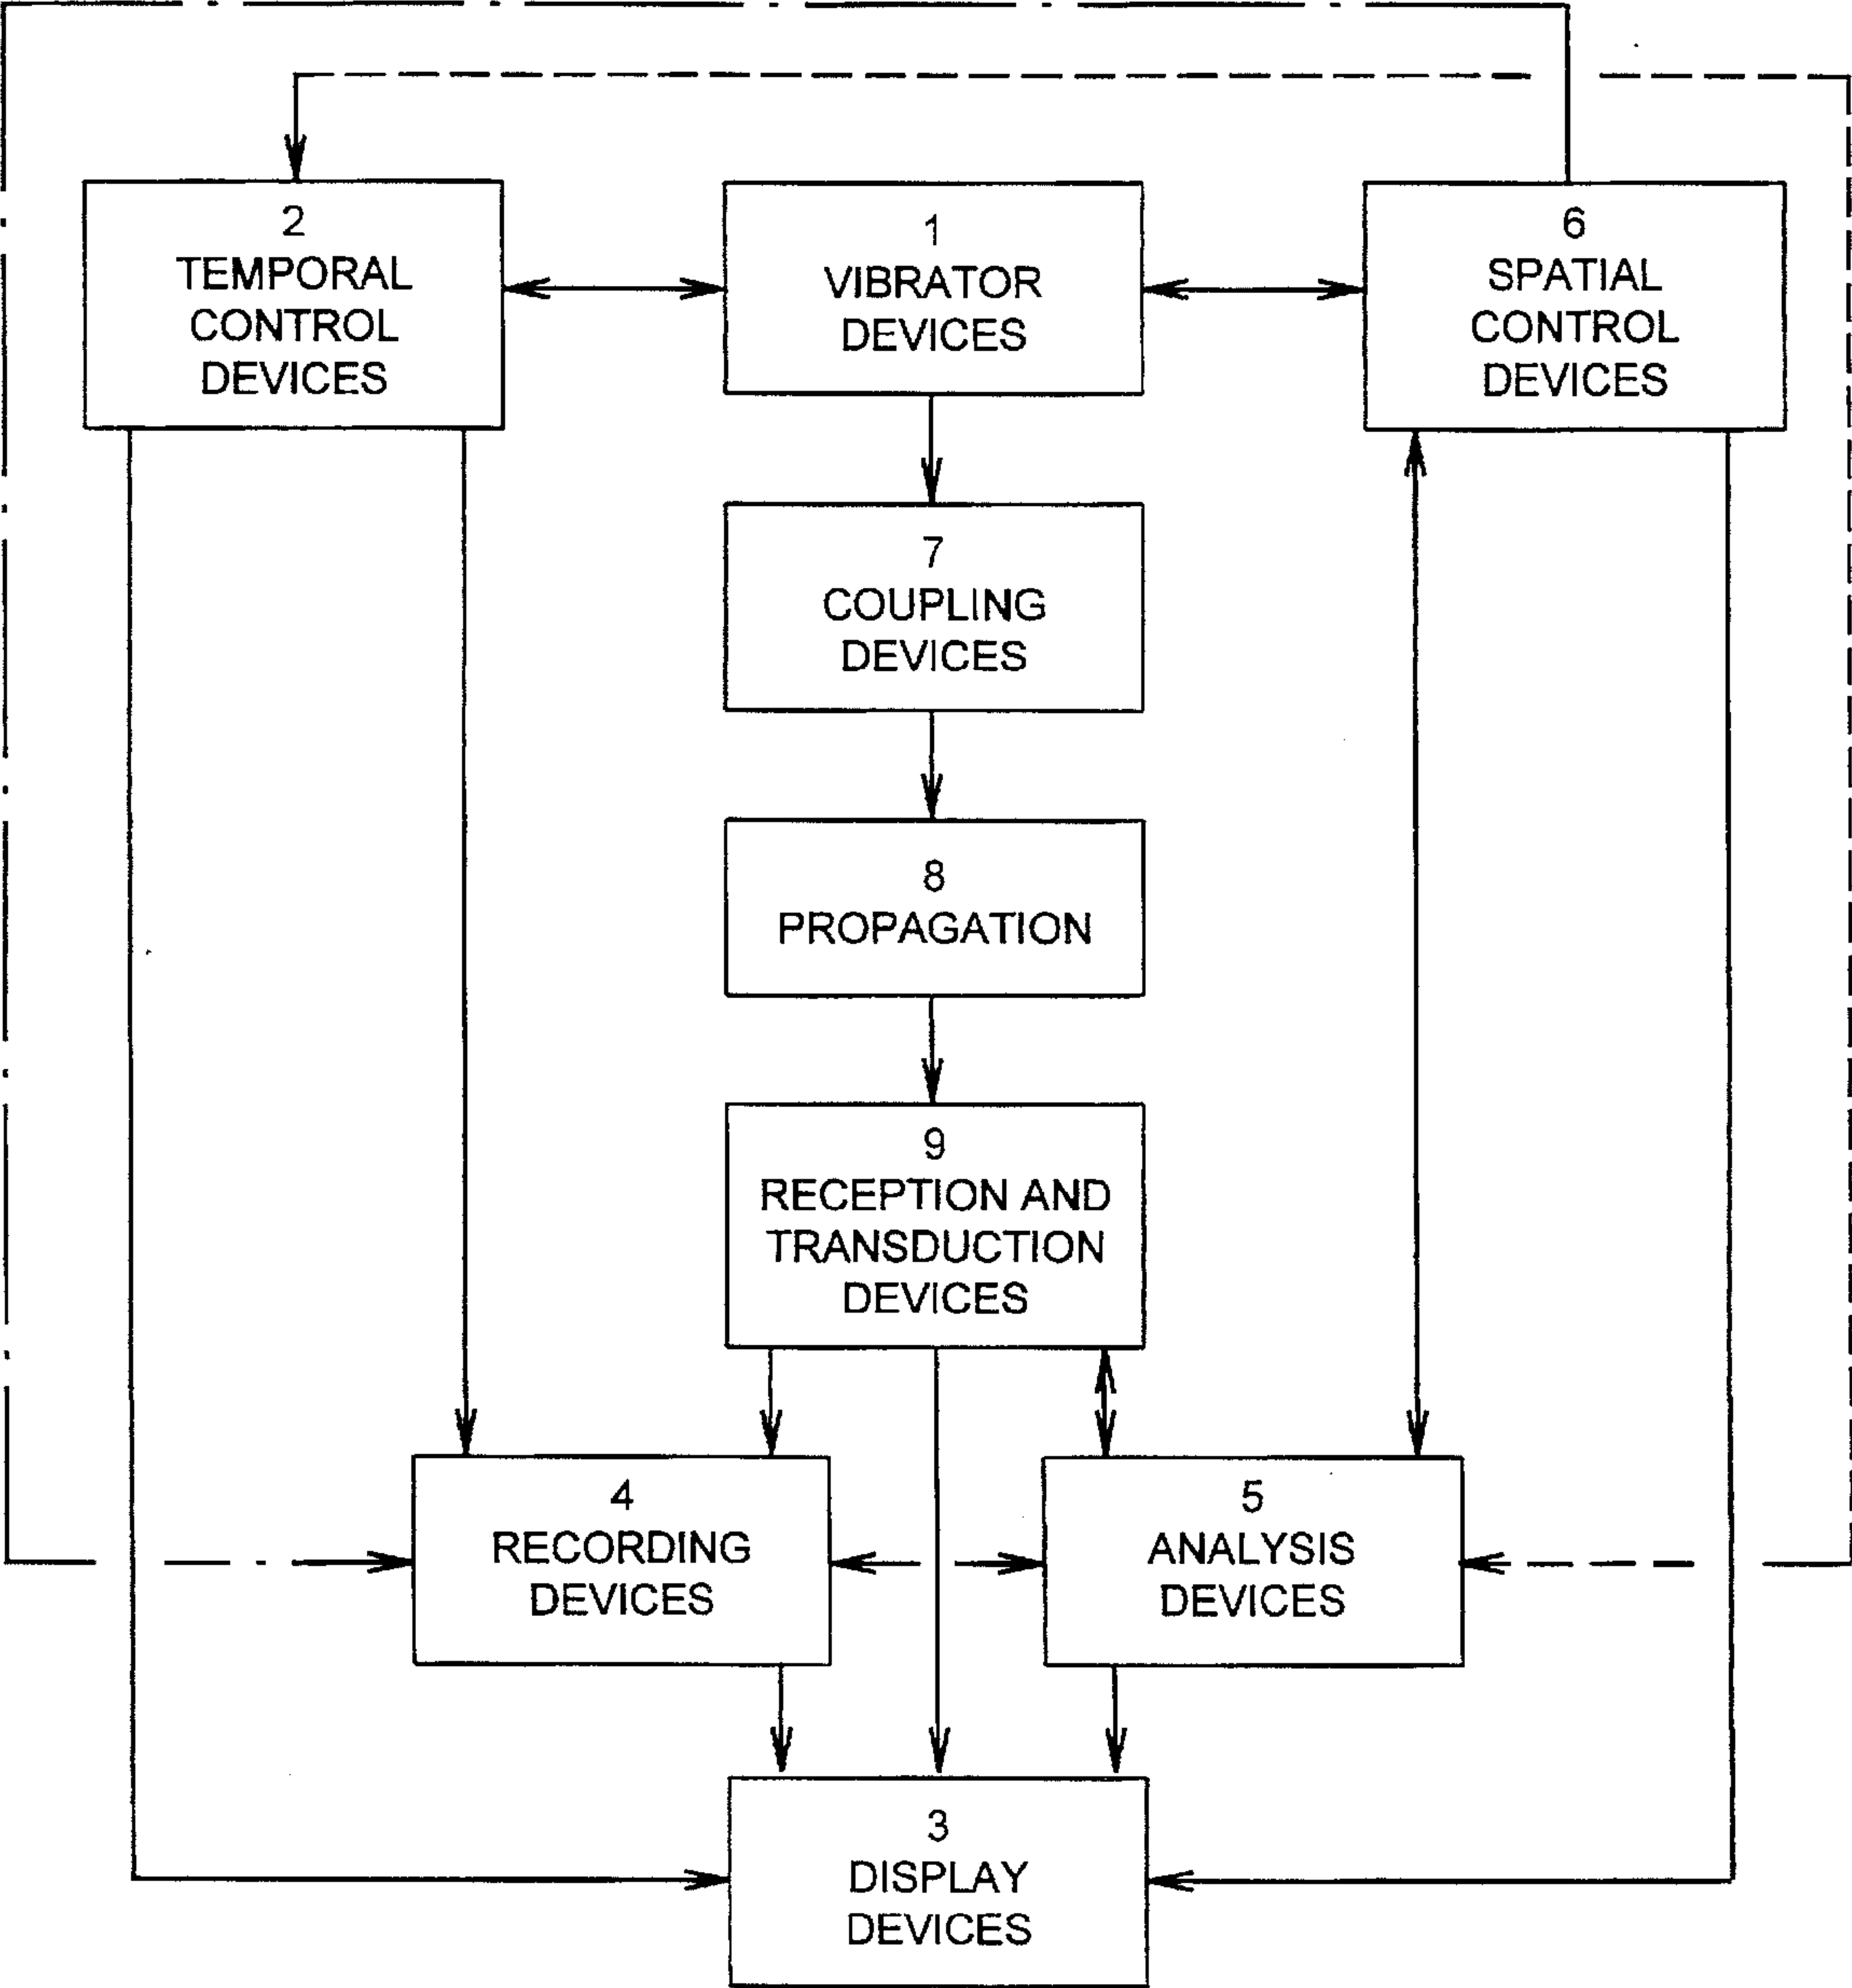 2
TEMPORAL
CONTROL
DEVICES
1
VIBRATOR
DEVICES
6
SPATIAL
CONTROL
DEVICES
7
COUPLING
DEVICES
8
PROPAGATION
9
RECEPTION AND
TRANSDUCTION
DEVICES
4
RECORDING
DEVICES
5
ANALYSIS
DEVICES
3
DISPLAY
DEVICES